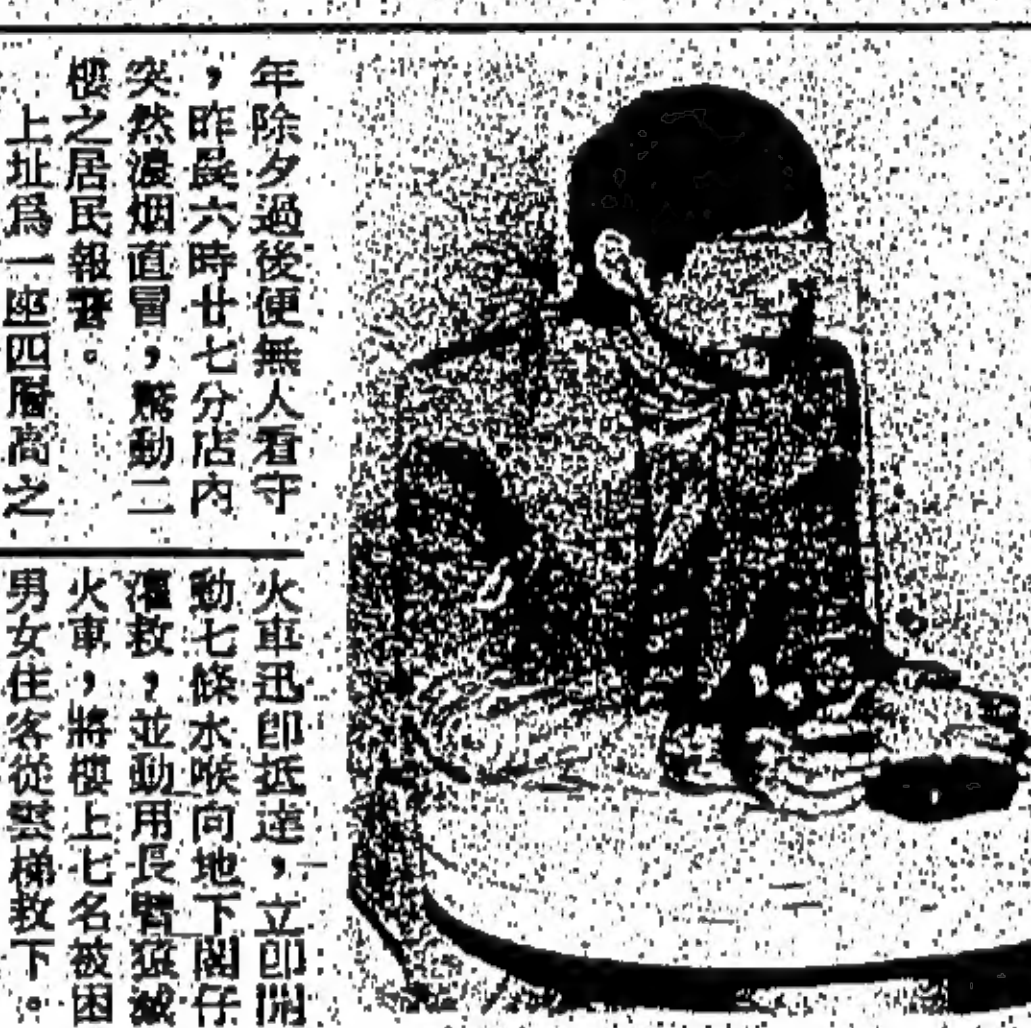 年除夕過後便無人看守
，昨晨六時廿七分店內
突然濃烟直冒，驚動二
樓之居民報警。
上址爲一座四層高之
火車迅即抵達，立即開
動七條水喉向地下閣仔
灌救，並動用長臂猿滅
火車，將樓上七名被困
男女住客從雲梯救下。